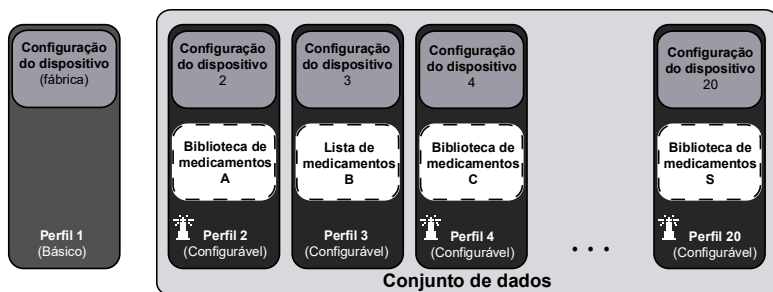 Configuração
do dispositivo
(fábrica)
Perfil 1
(Básico)
Configuração
do dispositivo
2
Biblioteca de
medicamentos
A
Perfil 2
(Configurável)
Configuração
do dispositivo
3
Lista de
medicamentos
B
Perfil 3
(Configurável)
Configuração
do dispositivo
4
Biblioteca de
medicamentos
C
Perfil 4
(Configurável)
. . .
Configuração
do dispositivo
20
Biblioteca de
medicamentos
S
Perfil 20
(Configurável)
Conjunto de dados